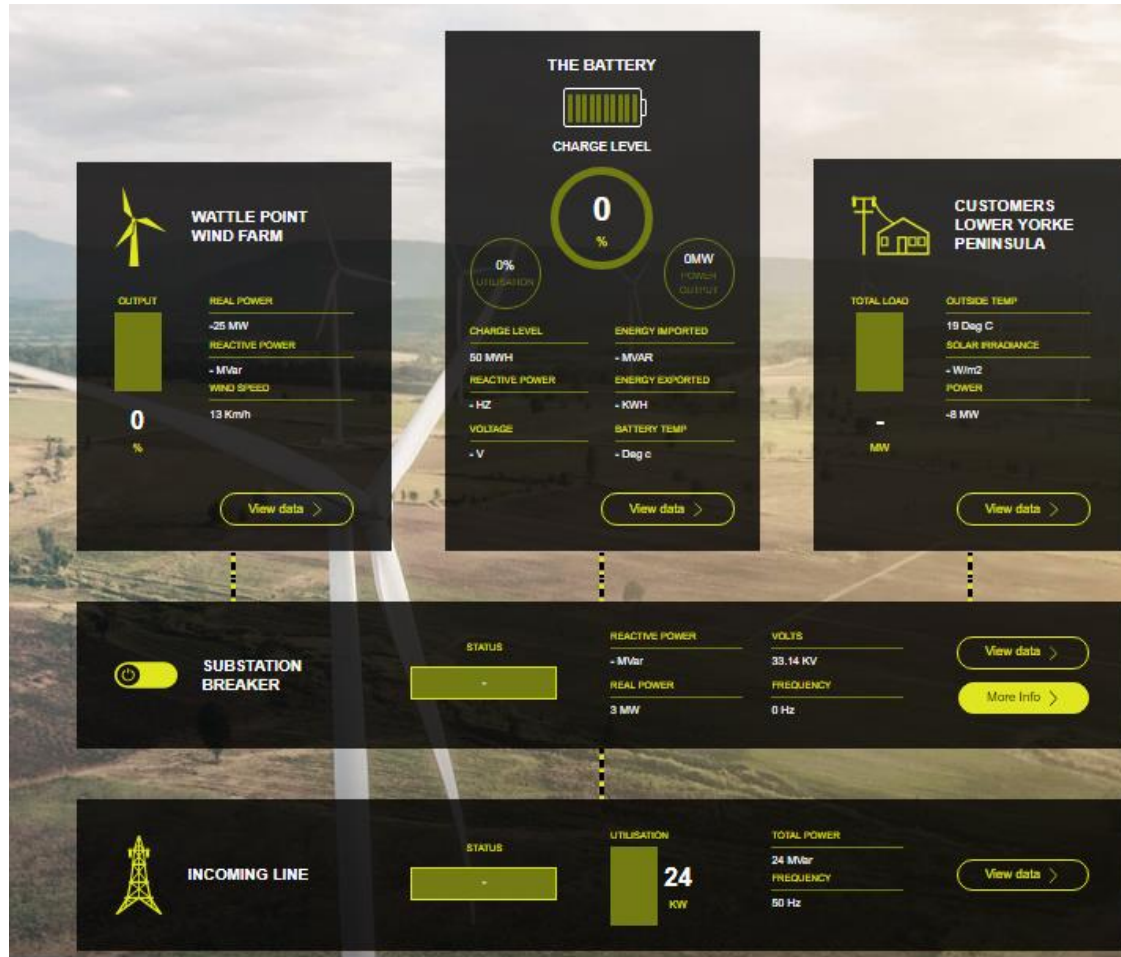 THE BATTERY
CHARGE LEVEL
0
%
0%
UTILISATION
0MW
POWER
OUTPUT
CHARGE LEVEL
50 MWH
REACTIVE POWER
- HZ
VOLTAGE
- V
ENERGY IMPORTED
- MVAR
ENERGY EXPORTED
- KWH
BATTERY TEMP
- Deg c
View data
WATTLE POINT
WIND FARM
OUTPUT
0
%
REAL POWER
-25 MW
REACTIVE POWER
- MVar
WIND SPEED
13 Km/h
View data
CUSTOMERS
LOWER YORKE
PENINSULA
TOTAL LOAD
-
MW
OUTSIDE TEMP
19 Deg C
SOLAR IRRADIANCE
- W/m2
POWER
-8 MW
View data
SUBSTATION
BREAKER
STATUS
-
REACTIVE POWER
- MVar
REAL POWER
3 MW
VOLTS
33.14 KV
FREQUENCY
0 Hz
View data
More Info
INCOMING LINE
STATUS
-
UTILISATION
24
KW
TOTAL POWER
24 MVar
FREQUENCY
50 Hz
View data